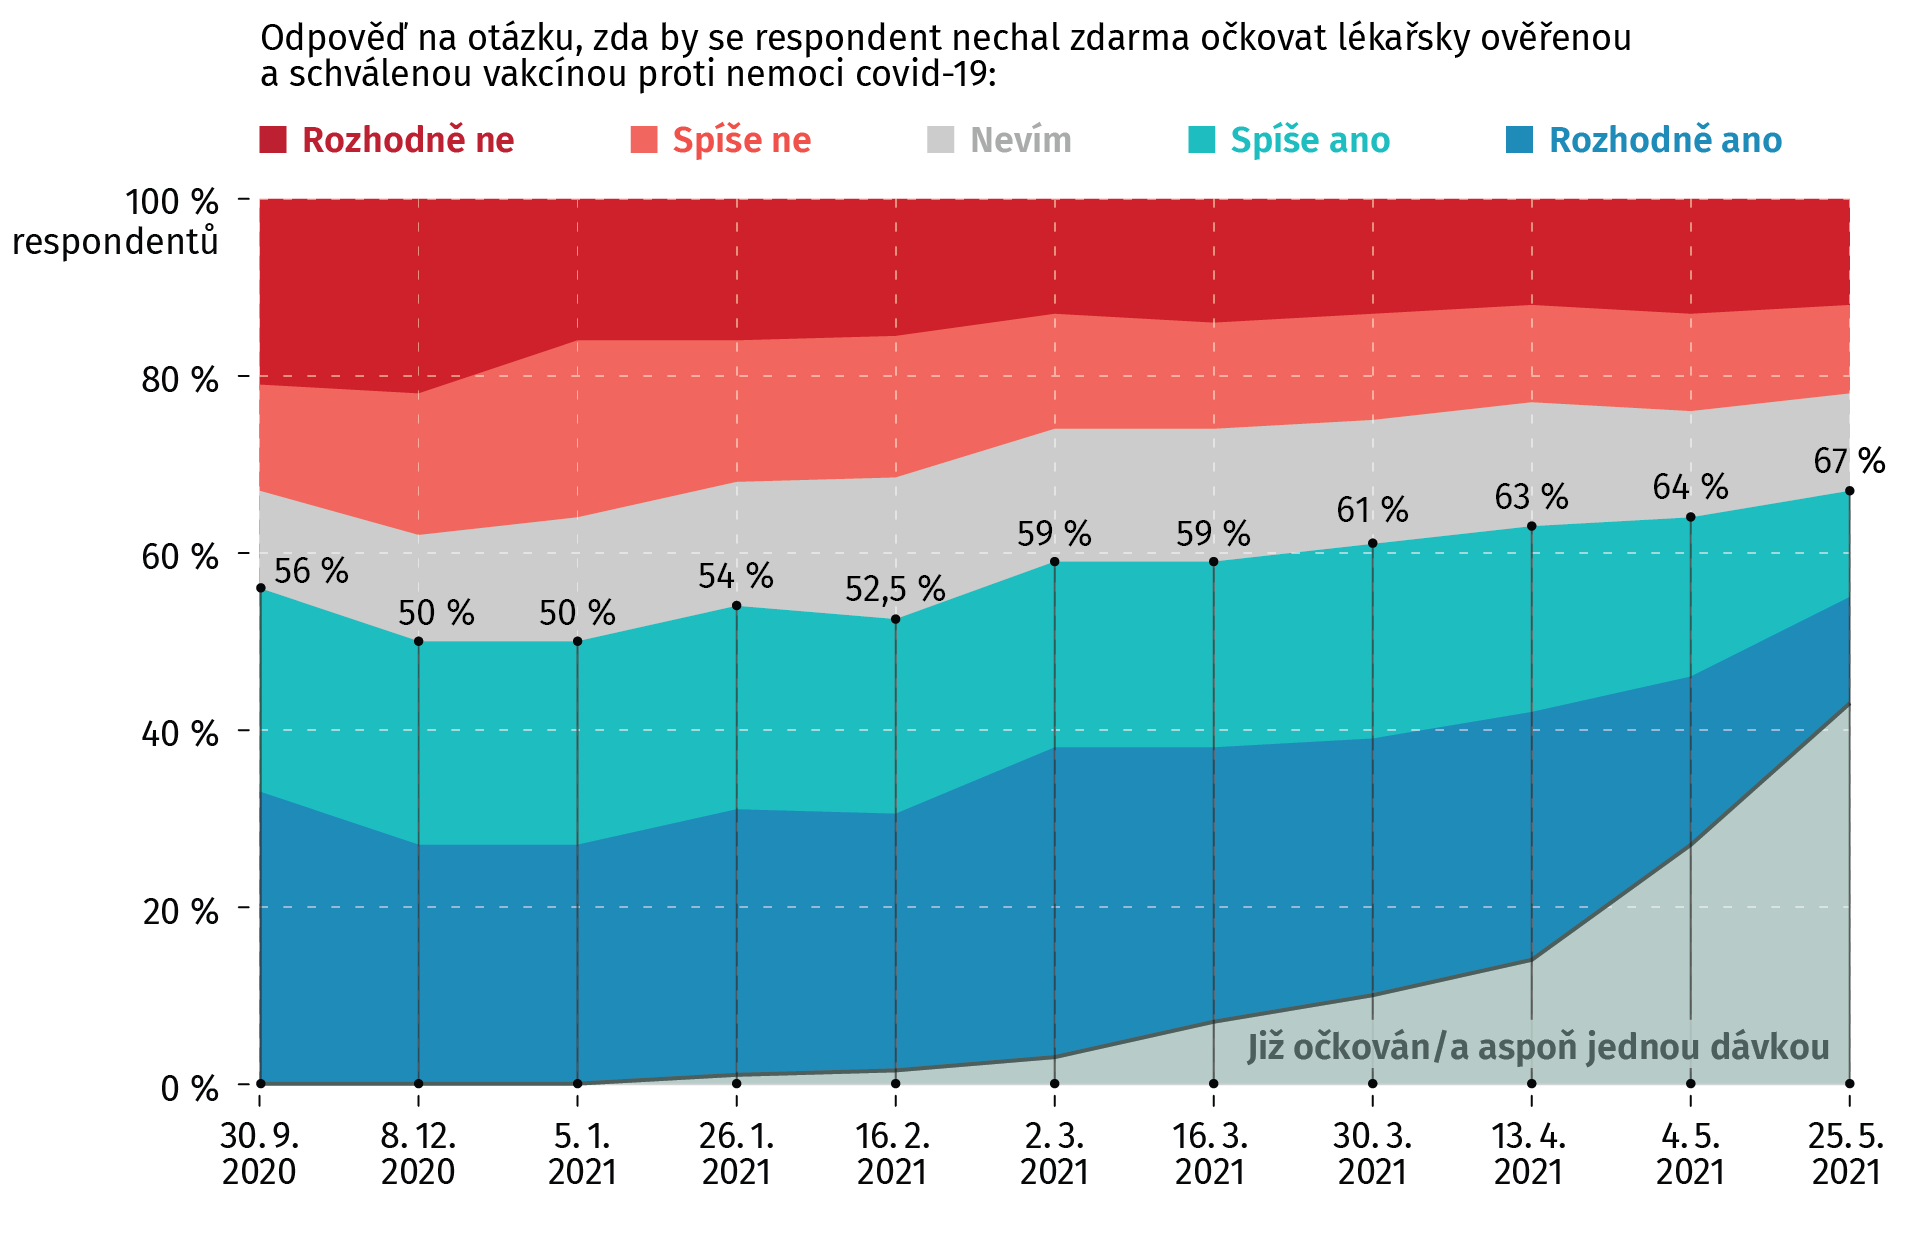 Odpověď na otázku, zda by se respondent nechal zdarma očkovat lékařsky ověřenou
a schválenou vakcínou proti nemoci covid-19:
Rozhodně ne Spíše ne Nevím Spíše ano Rozhodně ano
100 %
respondentů
80 %
60 %
40 %
20 %
0 %
56 %
50 %
50 %
54 %
52,5 %
59 %
59 %
61 %
63 %
64 %
67 %
Již očkován/a aspoň jednou dávkou
30. 9. 8. 12. 5. 1. 26. 1. 16. 2. 2. 3. 16. 3. 30. 3. 13. 4. 4. 5. 25. 5.
2020 2020 2021 2021 2021 2021 2021 2021 2021 2021 2021